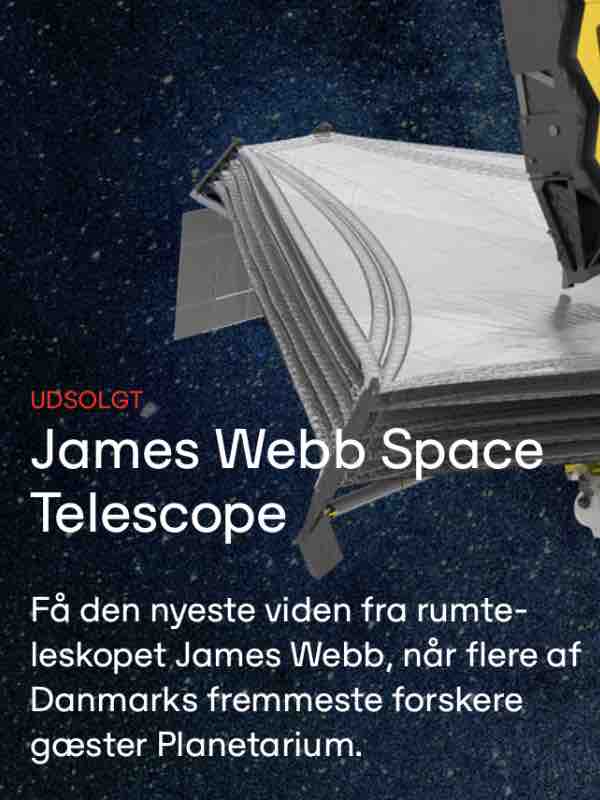 UDSOLGT
James Webb Space
Telescope
Få den nyeste viden fra rumte-
leskopet James Webb, når flere af
Danmarks fremmeste forskere
gæster Planetarium.